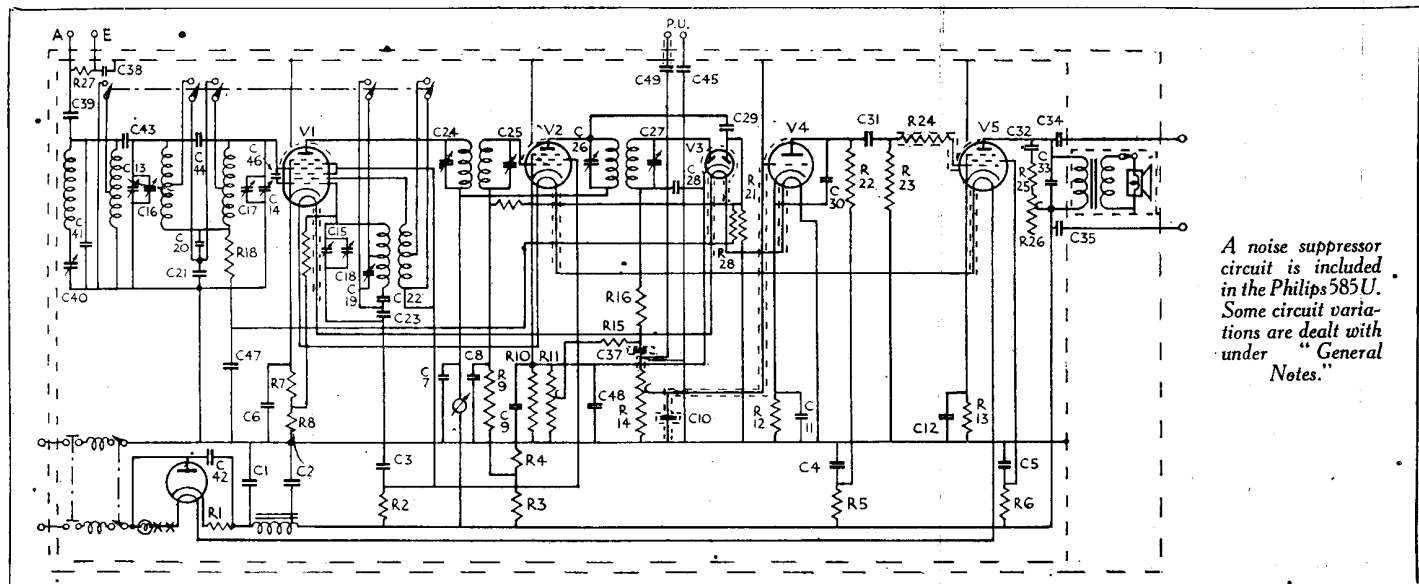 A E P.U.
C38
R27
C49 C45
C39
C43 V1 C24 C25 V2 C26 C27 C29 V3 V4 C31 R24 V5 C32 C34
C44 C46
13 C16 C17 C14 C28 R21 R22 R23 C33 R25
C41 C20 C15 C30 R26
C21 R18 C18 C19 C22 R28 C35
C40 C23 R16
R15
C47 C7 C8 R10 R11 C37
R7 R9 C48
C6 R8 C9 R14 C10 R12 C11 C12 R13
C42 C1 C2 C3 R4 C4 C5
R1 R2 R3 R5 R6
A noise suppressor
circuit is included
in the Philips 585U.
Some circuit varia-
tions are dealt with
under "General
Notes."